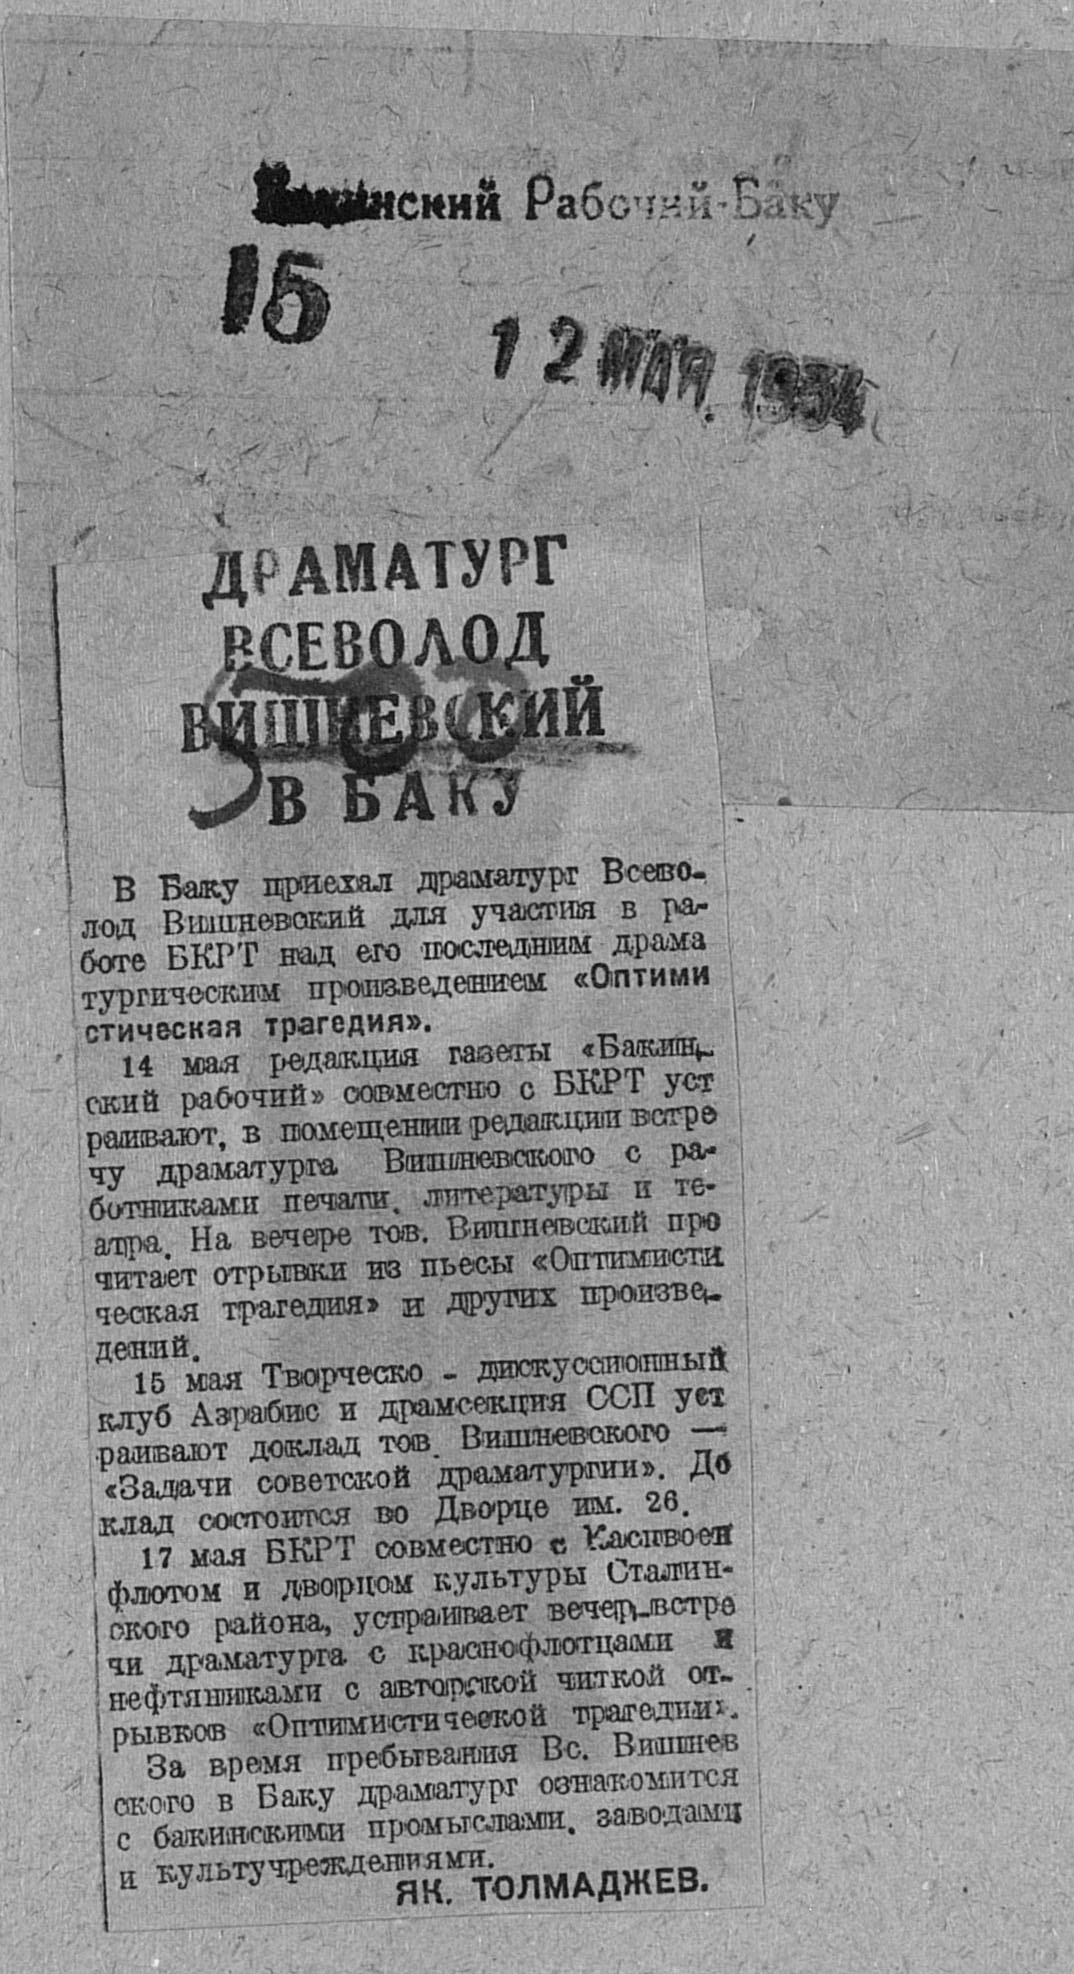 Бакинский Рабочий-Баку
15
12 МАЯ. 1934
ДРАМАТУРГ
ВСЕВОЛОД
ВИШНЕВСКИЙ
В БАКУ
В Баку приехал драматург Всево-
лод Вишневский для участия в ра-
боте БКРТ над его последним драма
тургическим произведением «Оптими
стическая трагедия».
14 мая редакция газеты «Бакин-
ский рабочий» совместно с БКРТ уст
раивают, в помещении редакции встре
чу драматурга Вишневского с ра-
ботниками печати, литературы и те-
атра. На вечере тов. Вишневский про
читает отрывки из пьесы «Оптимисти
ческая трагедия» и других произве-
дений.
15 мая Творческо - дискуссионный
клуб Азрабис и драмсекция ССП уст
раивают доклад тов. Вишневского —
«Задачи советской драматургии». До
клад состоится во Дворце им. 26.
17 мая БКРТ совместно с Каспвоен
флотом и дворцом культуры Сталин-
ского района, устраивает вечер-встре
чи драматурга с краснофлотцами и
нефтяниками с авторской читкой от-
рывков «Оптимистической трагедии».
За время пребывания Вс. Вишнев
ского в Баку драматург ознакомится
с бакинскими промыслами, заводами
и культучреждениями.
ЯК. ТОЛМАДЖЕВ.